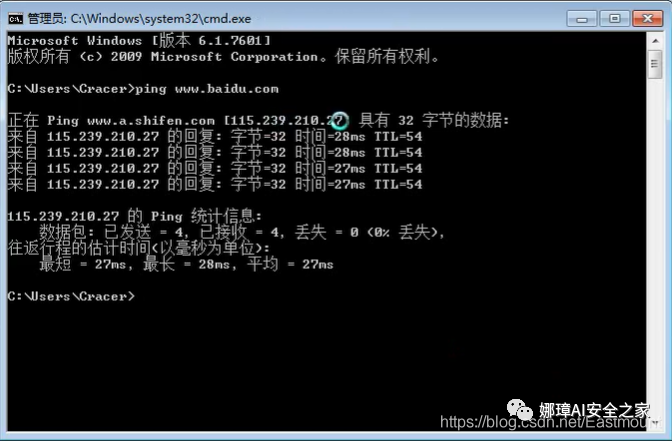 管理员: C:\Windows\system32\cmd.exe
Microsoft Windows [版本 6.1.7601]
版权所有 (c) 2009 Microsoft Corporation。保留所有权利。
C:\Users\Cracer>ping www.baidu.com
正在 Ping www.a.shifen.com [115.239.210.27] 具有 32 字节的数据:
来自 115.239.210.27 的回复: 字节=32 时间=28ms TTL=54
来自 115.239.210.27 的回复: 字节=32 时间=28ms TTL=54
来自 115.239.210.27 的回复: 字节=32 时间=27ms TTL=54
来自 115.239.210.27 的回复: 字节=32 时间=27ms TTL=54
115.239.210.27 的 Ping 统计信息:
数据包: 已发送 = 4，已接收 = 4，丢失 = 0 (0% 丢失)，
往返行程的估计时间(以毫秒为单位):
最短 = 27ms，最长 = 28ms，平均 = 27ms
C:\Users\Cracer>
娜璋AI安全之家
https://blog.csdn.net/Eastmount